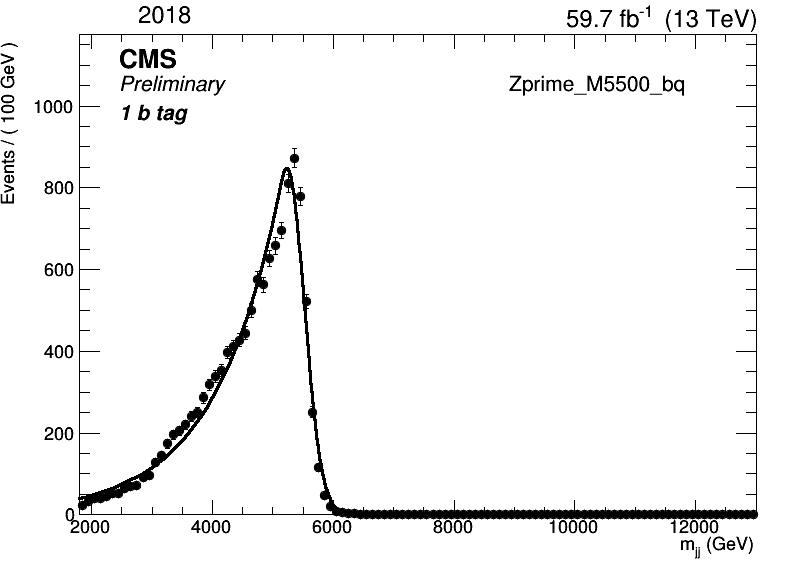 2018
59.7 fb⁻¹ (13 TeV)
CMS
Preliminary
1 b tag
Zprime_M5500_bq
Events / ( 100 GeV )
1000
800
600
400
200
0
2000 4000 6000 8000 10000 12000
m_jj (GeV)